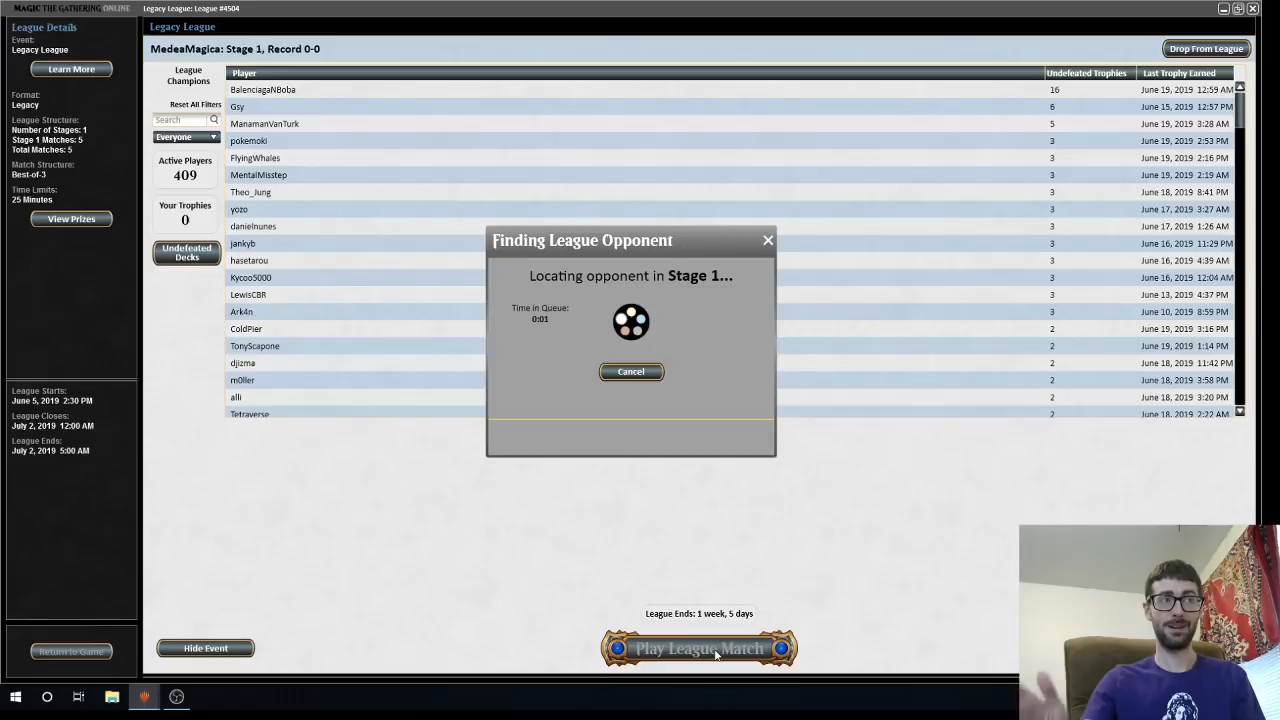 MAGIC THE GATHERING ONLINE
Legacy League: League #4504
League Details
Event:
Legacy League
Learn More
Format:
Legacy
League Structure:
Number of Stages: 1
Stage 1 Matches: 5
Total Matches: 5
Match Structure:
Best-of-3
Time Limits:
25 Minutes
View Prizes
League Starts:
June 5, 2019 2:30 PM
League Closes:
July 2, 2019 12:00 AM
League Ends:
July 2, 2019 5:00 AM
Return to Game
Legacy League
MedeaMagica: Stage 1, Record 0-0
Drop From League
League
Champions
Reset All Filters
Search
Everyone
Active Players
409
Your Trophies
0
Undefeated
Decks
Player Undefeated Trophies Last Trophy Earned
BalenciagaNBoba 16 June 19, 2019 12:59 AM
Gsy 6 June 15, 2019 12:57 PM
ManamanVanTurk 5 June 19, 2019 3:28 AM
pokemoki 3 June 19, 2019 2:53 PM
FlyingWhales 3 June 19, 2019 2:16 PM
MentalMisstep 3 June 19, 2019 2:19 AM
Theo_Jung 3 June 18, 2019 8:41 PM
yozo 3 June 17, 2019 3:27 AM
danielnunes 3 June 17, 2019 1:26 AM
jankyb 3 June 16, 2019 11:29 PM
hasetarou 3 June 16, 2019 4:39 AM
Kycoo5000 3 June 16, 2019 12:04 AM
LewisCBR 3 June 13, 2019 4:37 PM
Ark4n 3 June 10, 2019 8:59 PM
ColdPier 2 June 19, 2019 3:16 PM
TonyScapone 2 June 19, 2019 1:14 PM
djizma 2 June 18, 2019 11:42 PM
m0ller 2 June 18, 2019 3:58 PM
alli 2 June 18, 2019 3:20 PM
Tetraverse 2 June 18, 2019 2:22 AM
Finding League Opponent
Locating opponent in Stage 1...
Time in Queue:
0:01
Cancel
League Ends: 1 week, 5 days
Hide Event
Play League Match